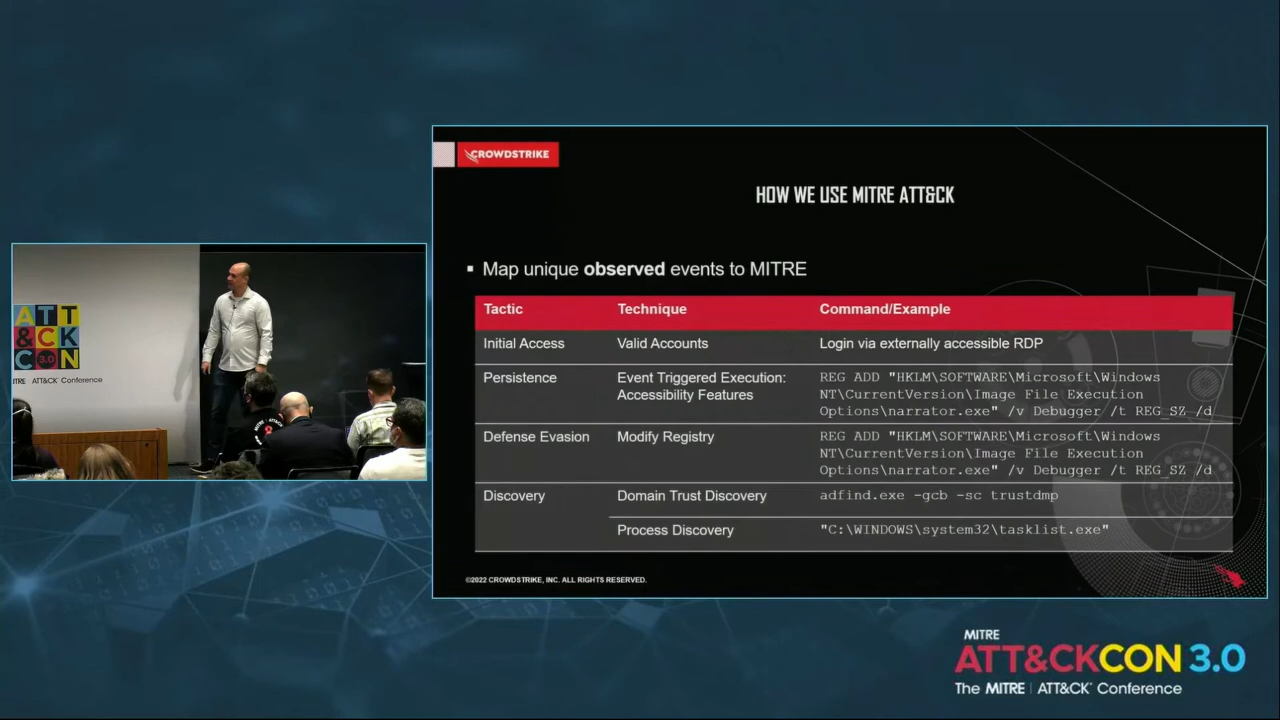 CROWDSTRIKE
HOW WE USE MITRE ATT&CK
▪ Map unique observed events to MITRE
Tactic Technique Command/Example
Initial Access Valid Accounts Login via externally accessible RDP
Persistence Event Triggered Execution: REG ADD "HKLM\SOFTWARE\Microsoft\Windows
Accessibility Features NT\CurrentVersion\Image File Execution
Options\narrator.exe" /v Debugger /t REG_SZ /d
Defense Evasion Modify Registry REG ADD "HKLM\SOFTWARE\Microsoft\Windows
NT\CurrentVersion\Image File Execution
Options\narrator.exe" /v Debugger /t REG_SZ /d
Discovery Domain Trust Discovery adfind.exe -gcb -sc trustdmp
Process Discovery "C:\WINDOWS\system32\tasklist.exe"
©2022 CROWDSTRIKE, INC. ALL RIGHTS RESERVED.
ATT
&CK
CON
3.0
ATT&CK Conference
MITRE
ATT&CKCON 3.0
The MITRE | ATT&CK® Conference